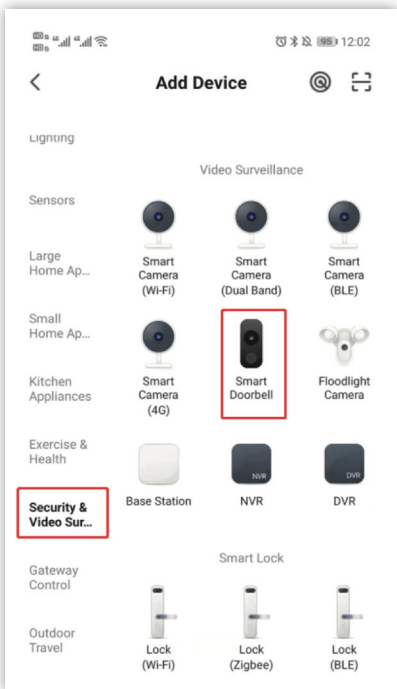 95 12:02
Add Device
Lighting
Sensors
Large
Home Ap...
Small
Home Ap...
Kitchen
Appliances
Exercise &
Health
Security &
Video Sur...
Gateway
Control
Outdoor
Travel
Video Surveillance
Smart
Camera
(Wi-Fi)
Smart
Camera
(Dual Band)
Smart
Camera
(BLE)
Smart
Camera
(4G)
Smart
Doorbell
Floodlight
Camera
Base Station
NVR
NVR
DVR
DVR
Smart Lock
Lock
(Wi-Fi)
Lock
(Zigbee)
Lock
(BLE)